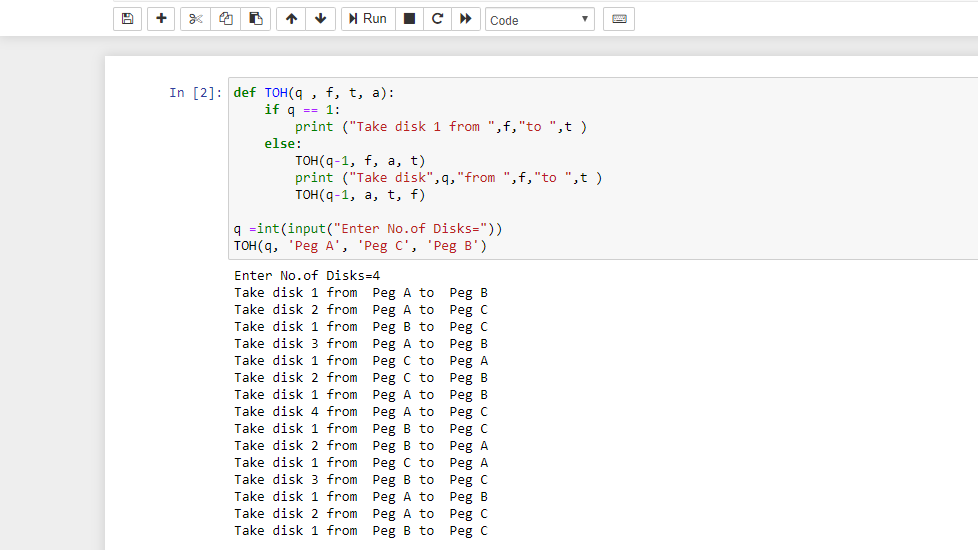 Run Code
In [2]: def TOH(q , f, t, a):
    if q == 1:
        print ("Take disk 1 from ",f,"to ",t )
    else:
        TOH(q-1, f, a, t)
        print ("Take disk",q,"from ",f,"to ",t )
        TOH(q-1, a, t, f)
q =int(input("Enter No.of Disks="))
TOH(q, 'Peg A', 'Peg C', 'Peg B')
Enter No.of Disks=4
Take disk 1 from  Peg A to  Peg B
Take disk 2 from  Peg A to  Peg C
Take disk 1 from  Peg B to  Peg C
Take disk 3 from  Peg A to  Peg B
Take disk 1 from  Peg C to  Peg A
Take disk 2 from  Peg C to  Peg B
Take disk 1 from  Peg A to  Peg B
Take disk 4 from  Peg A to  Peg C
Take disk 1 from  Peg B to  Peg C
Take disk 2 from  Peg B to  Peg A
Take disk 1 from  Peg C to  Peg A
Take disk 3 from  Peg B to  Peg C
Take disk 1 from  Peg A to  Peg B
Take disk 2 from  Peg A to  Peg C
Take disk 1 from  Peg B to  Peg C